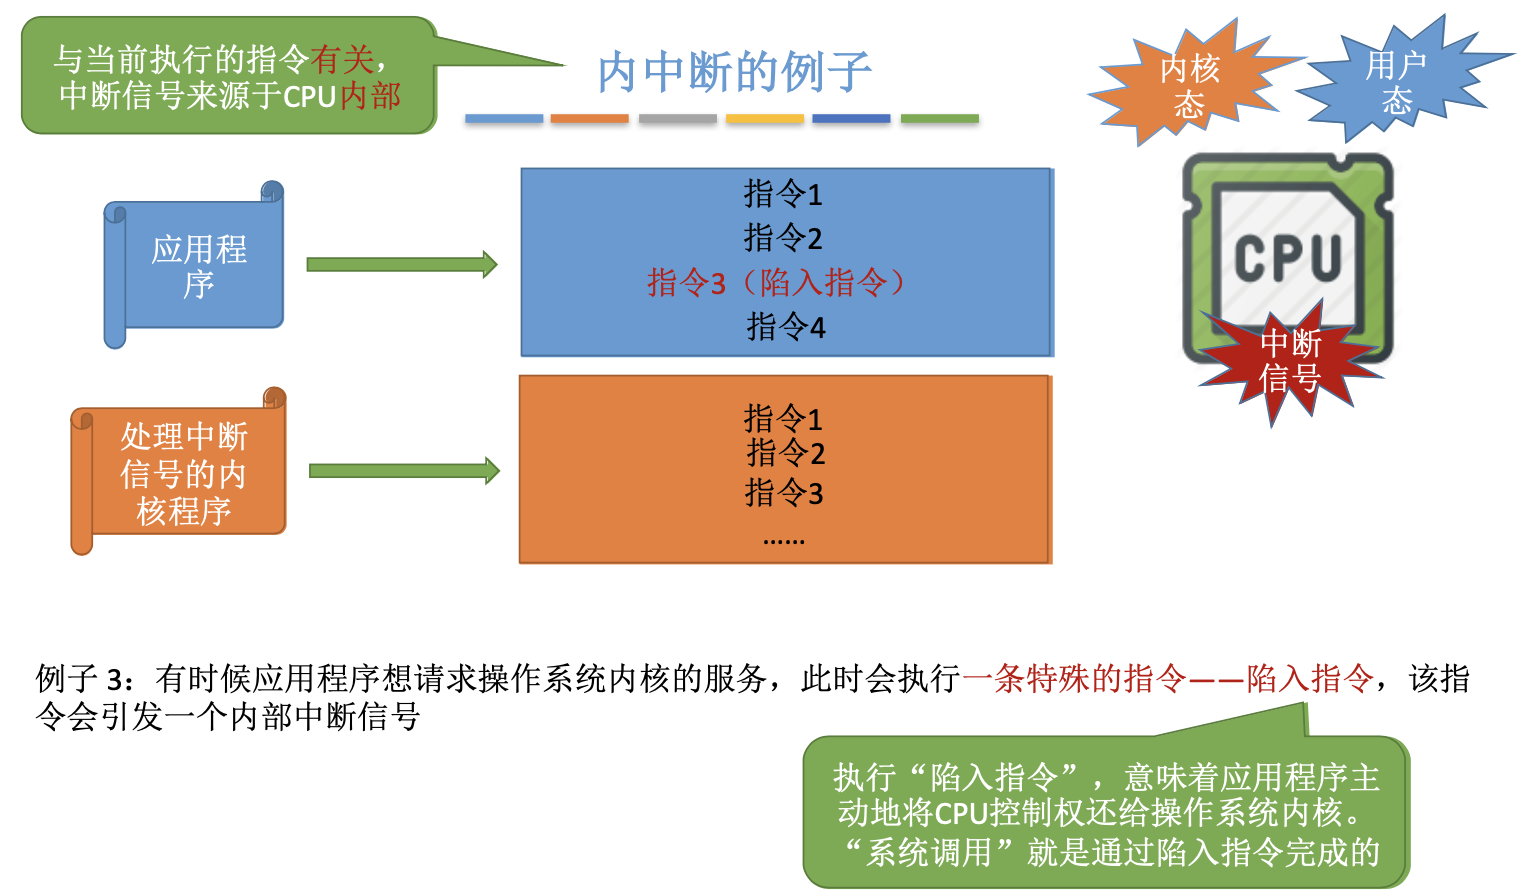 与当前执行的指令有关，
中断信号来源于CPU内部
内中断的例子
内核
态
用户
态
应用程
序
指令1
指令2
指令3（陷入指令）
指令4
CPU
中断
信号
处理中断
信号的内
核程序
指令1
指令2
指令3
……
例子 3：有时候应用程序想请求操作系统内核的服务，此时会执行一条特殊的指令——陷入指令，该指
令会引发一个内部中断信号
执行“陷入指令”，意味着应用程序主
动地将CPU控制权还给操作系统内核。
“系统调用”就是通过陷入指令完成的